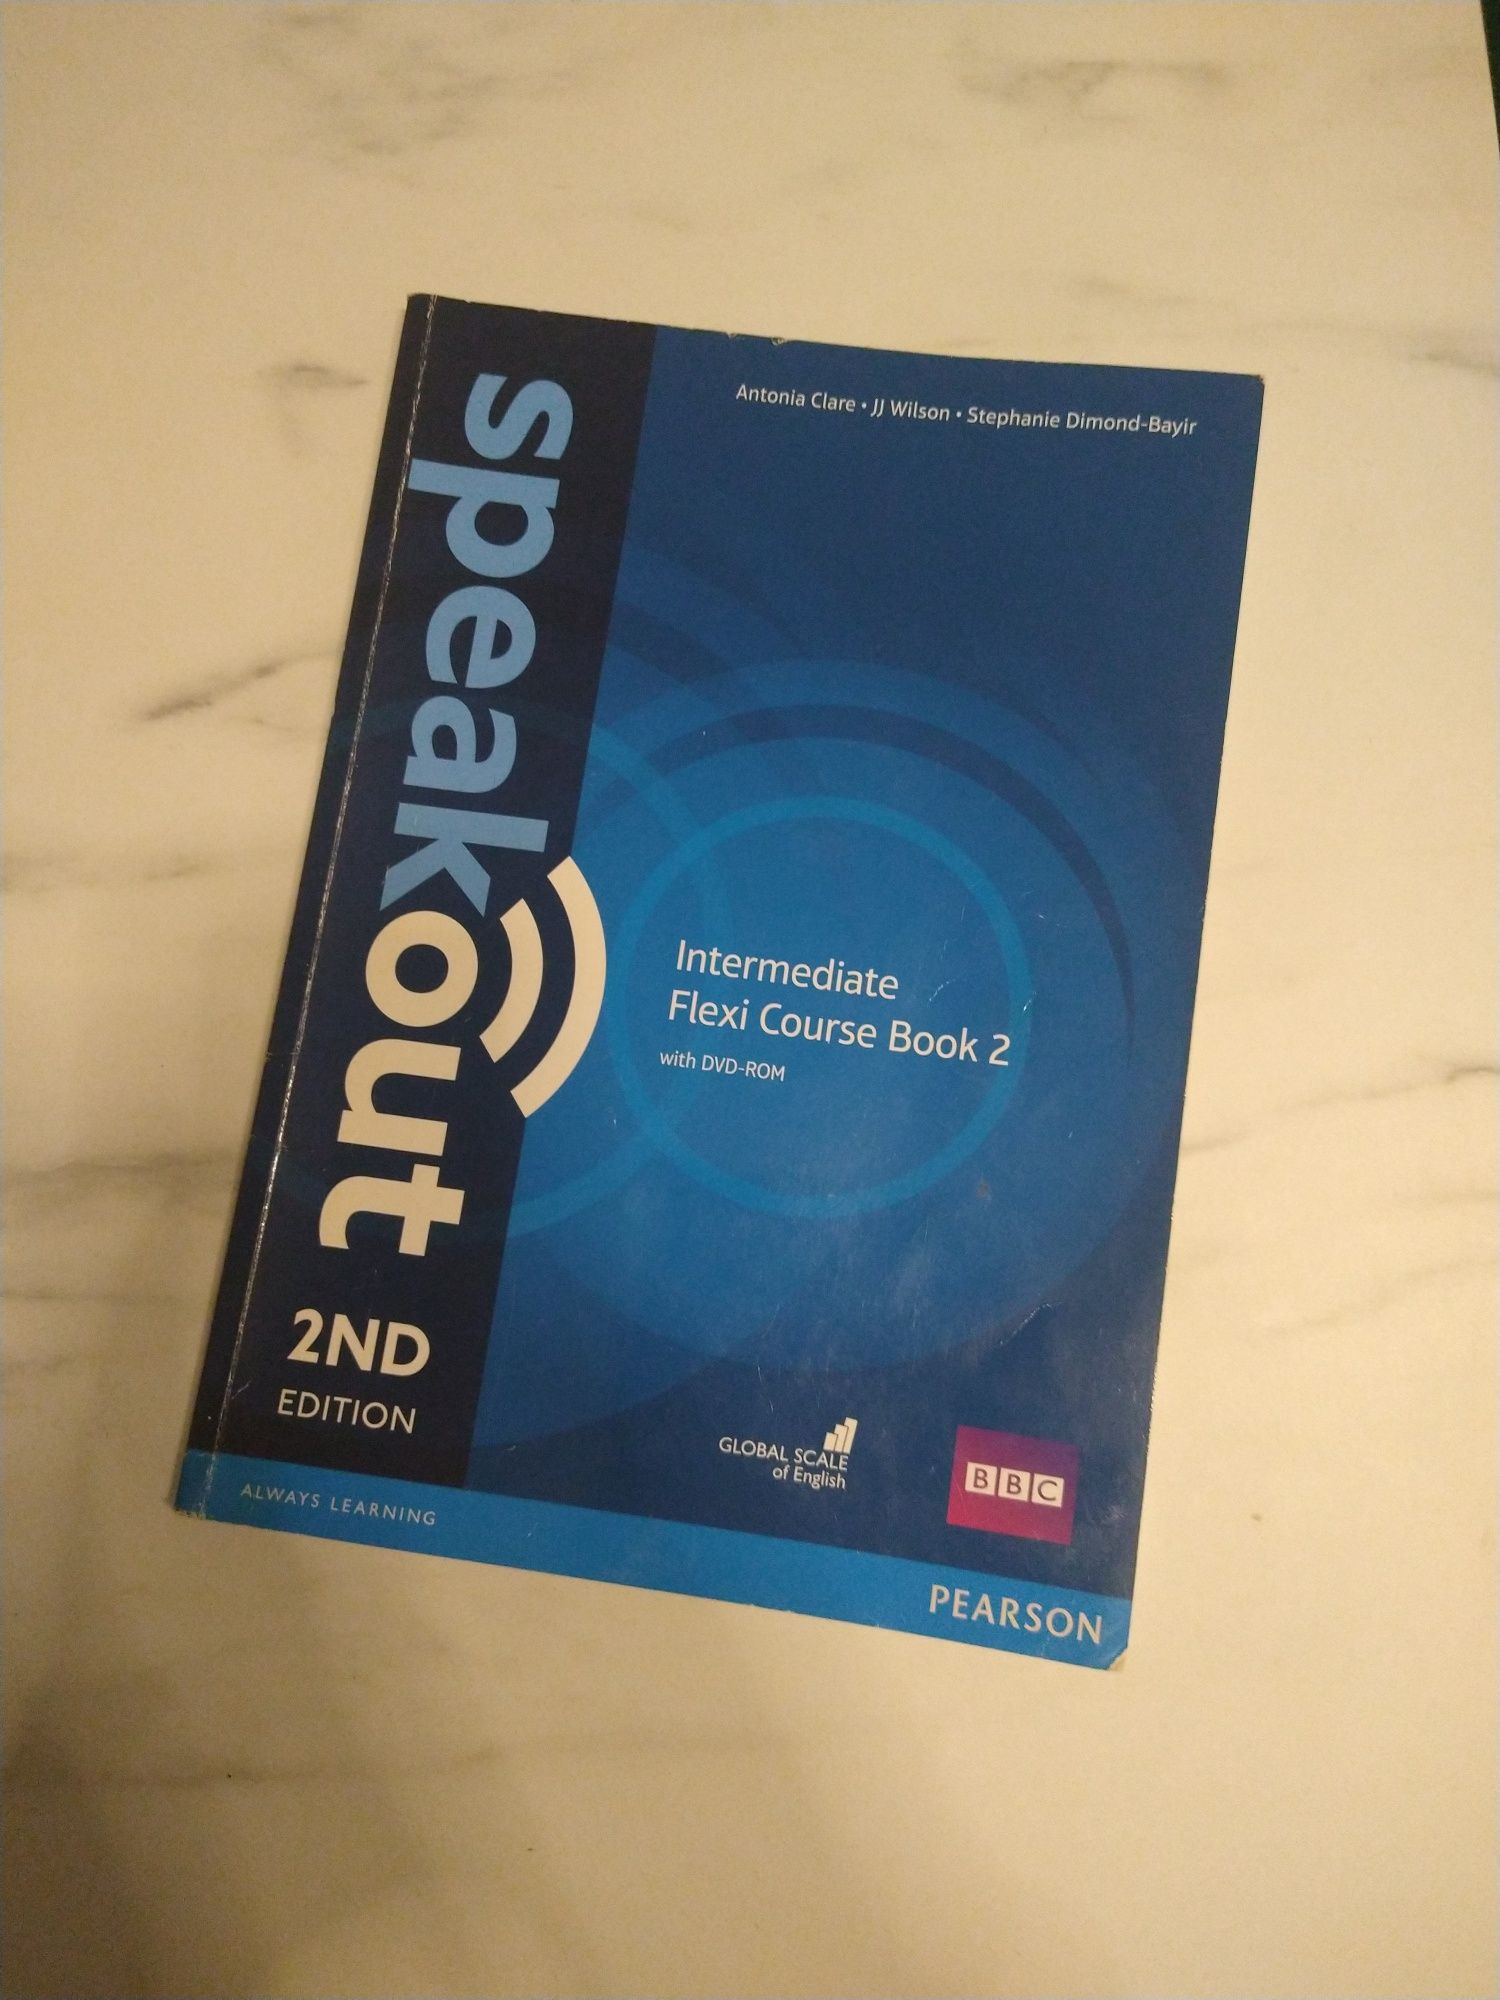 Antonia Clare • JJ Wilson • Stephanie Dimond-Bayir
speakout
2ND
EDITION
Intermediate
Flexi Course Book 2
with DVD-ROM
GLOBAL SCALE
of English
BBC
ALWAYS LEARNING
PEARSON